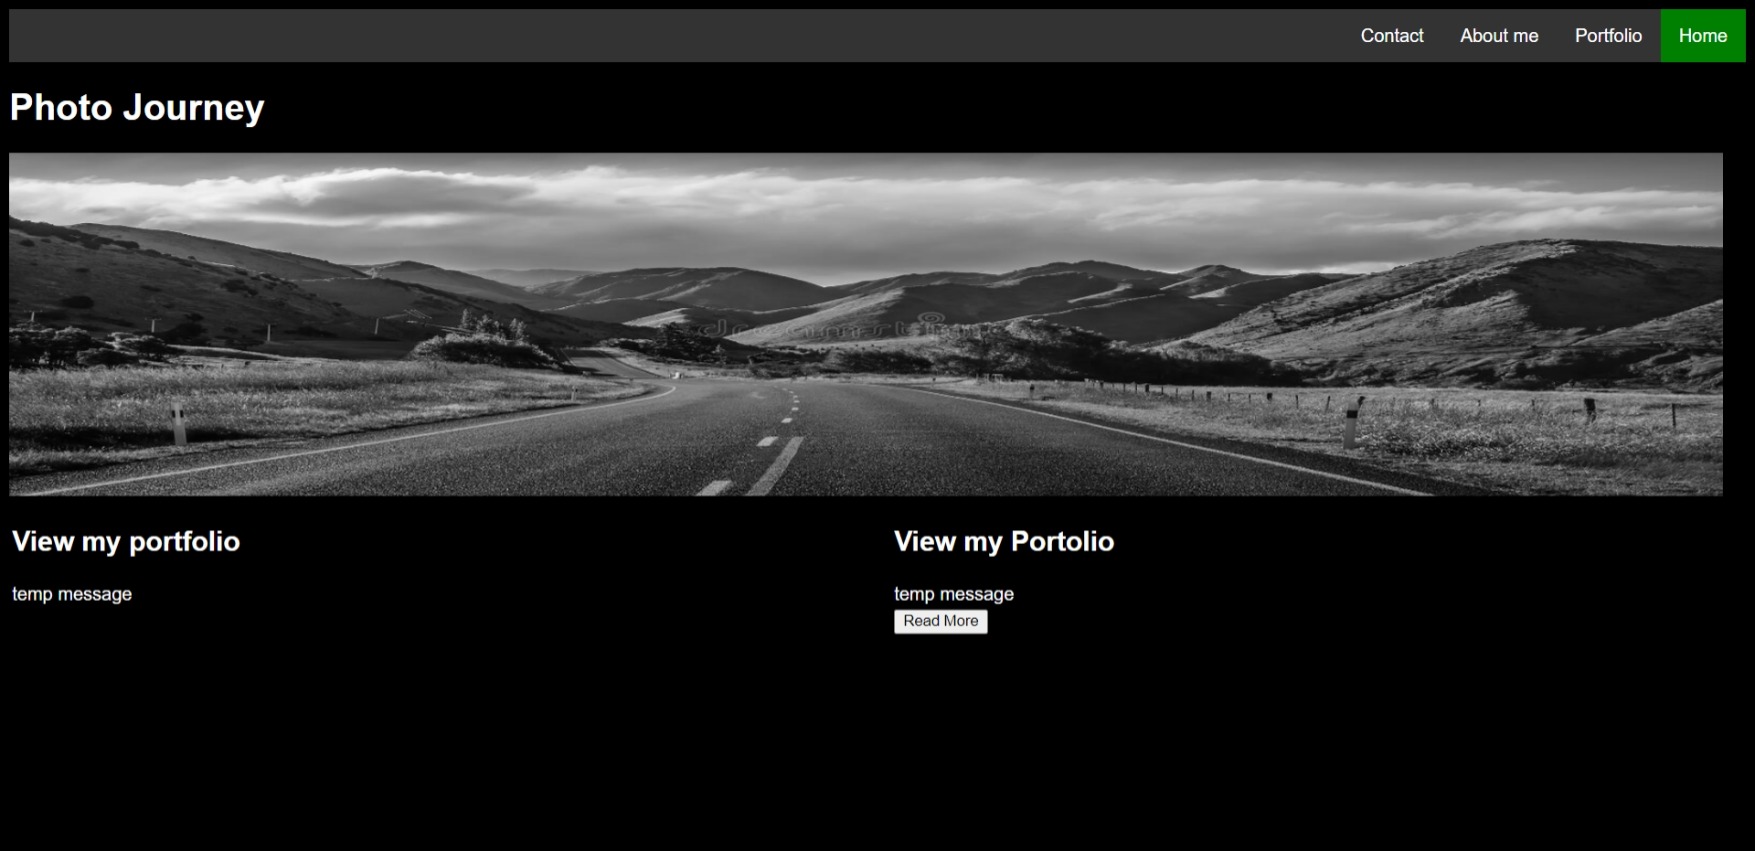 Contact About me Portfolio Home
Photo Journey
dreamstime
View my portfolio
View my Portolio
temp message
temp message
Read More